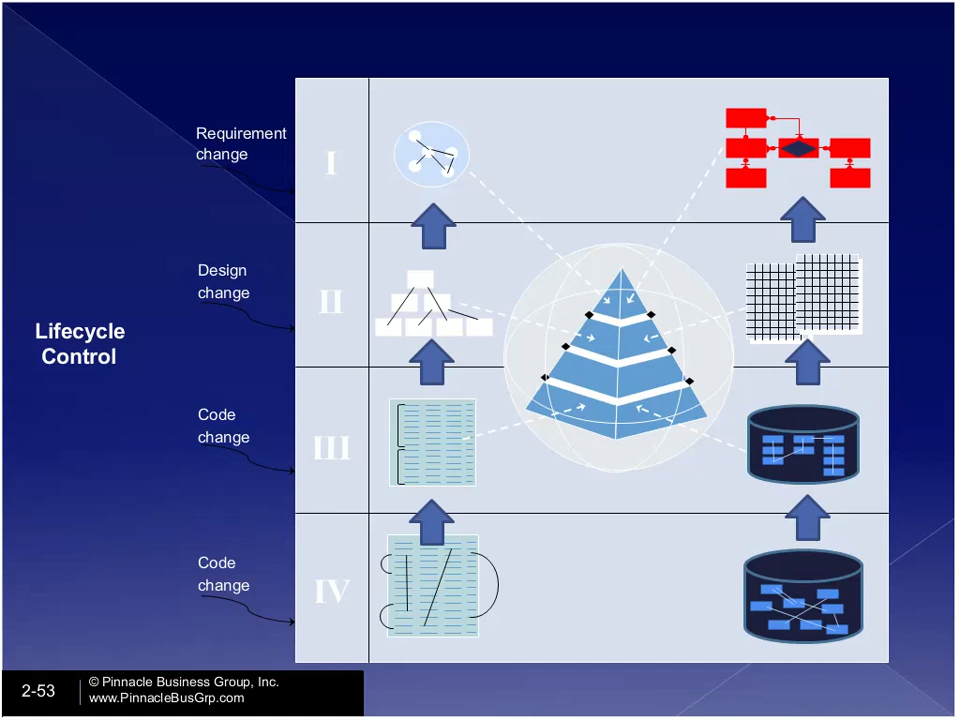 Requirement
change
I
Design
change
II
Lifecycle
Control
Code
change
III
Code
change
IV
2-53
© Pinnacle Business Group, Inc.
www.PinnacleBusGrp.com